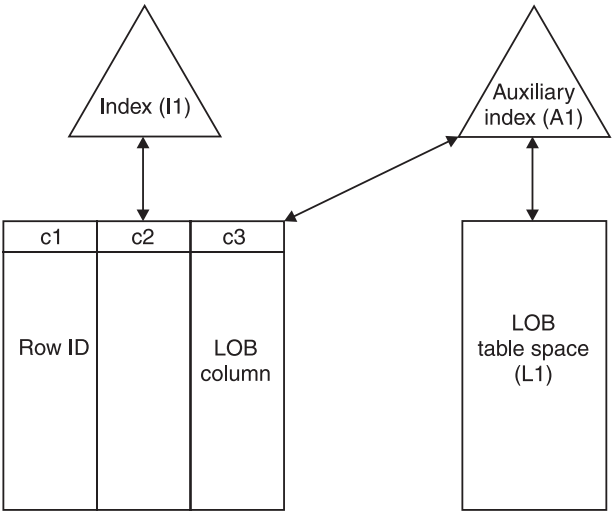 Index (I1)
Auxiliary
index (A1)
c1 c2 c3
Row ID
LOB
column
LOB
table space
(L1)